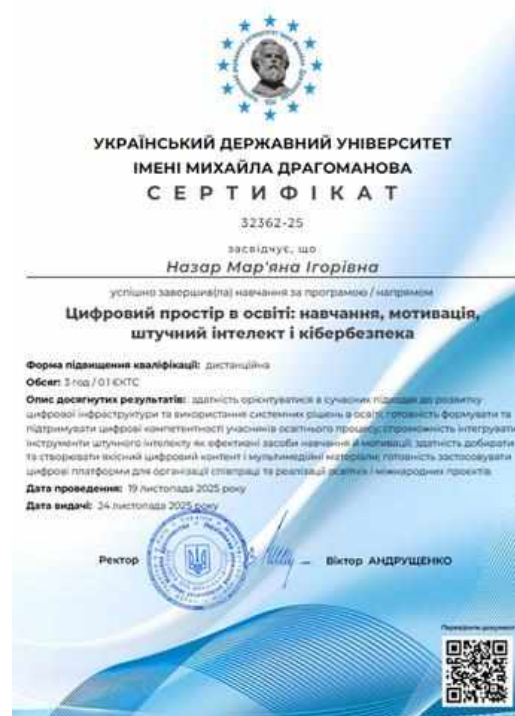 УКРАЇНСЬКИЙ ДЕРЖАВНИЙ УНІВЕРСИТЕТ
ІМЕНІ МИХАЙЛА ДРАГОМАНОВА
СЕРТИФІКАТ
32362-25
засвідчує, що
Назар Мар'яна Ігорівна
успішно завершив(ла) навчання за програмою / напрямом
Цифровий простір в освіті: навчання, мотивація,
штучний інтелект і кібербезпека
Форма підвищення кваліфікації: дистанційна
Обсяг: 3 год / 0.1 ЄКТС
Опис досягнутих результатів: здатність орієнтуватися в сучасних підходах до розвитку
цифрової інфраструктури та використання системних рішень в освіті; готовність формувати та
підтримувати цифрові компетентності учасників освітнього процесу; спроможність інтегрувати
інструменти штучного інтелекту як ефективні засоби навчання й мотивації; здатність добирати
та створювати якісний цифровий контент і мультимедійні матеріали; готовність застосовувати
цифрові платформи для організації співпраці та реалізації освітніх і міжнародних проєктів.
Дата проведення: 19 листопада 2025 року
Дата видачі: 24 листопада 2025 року
Ректор Віктор АНДРУЩЕНКО
Перевірити документ